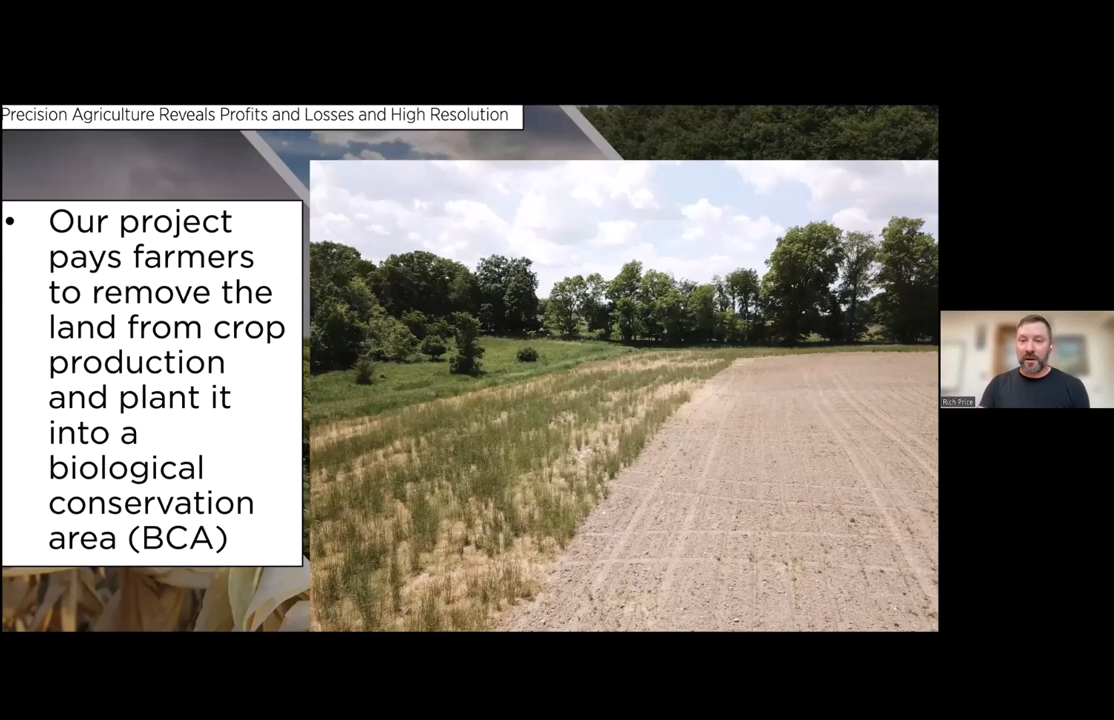 Precision Agriculture Reveals Profits and Losses and High Resolution
• Our project
pays farmers
to remove the
land from crop
production
and plant it
into a
biological
conservation
area (BCA)
Rich Price